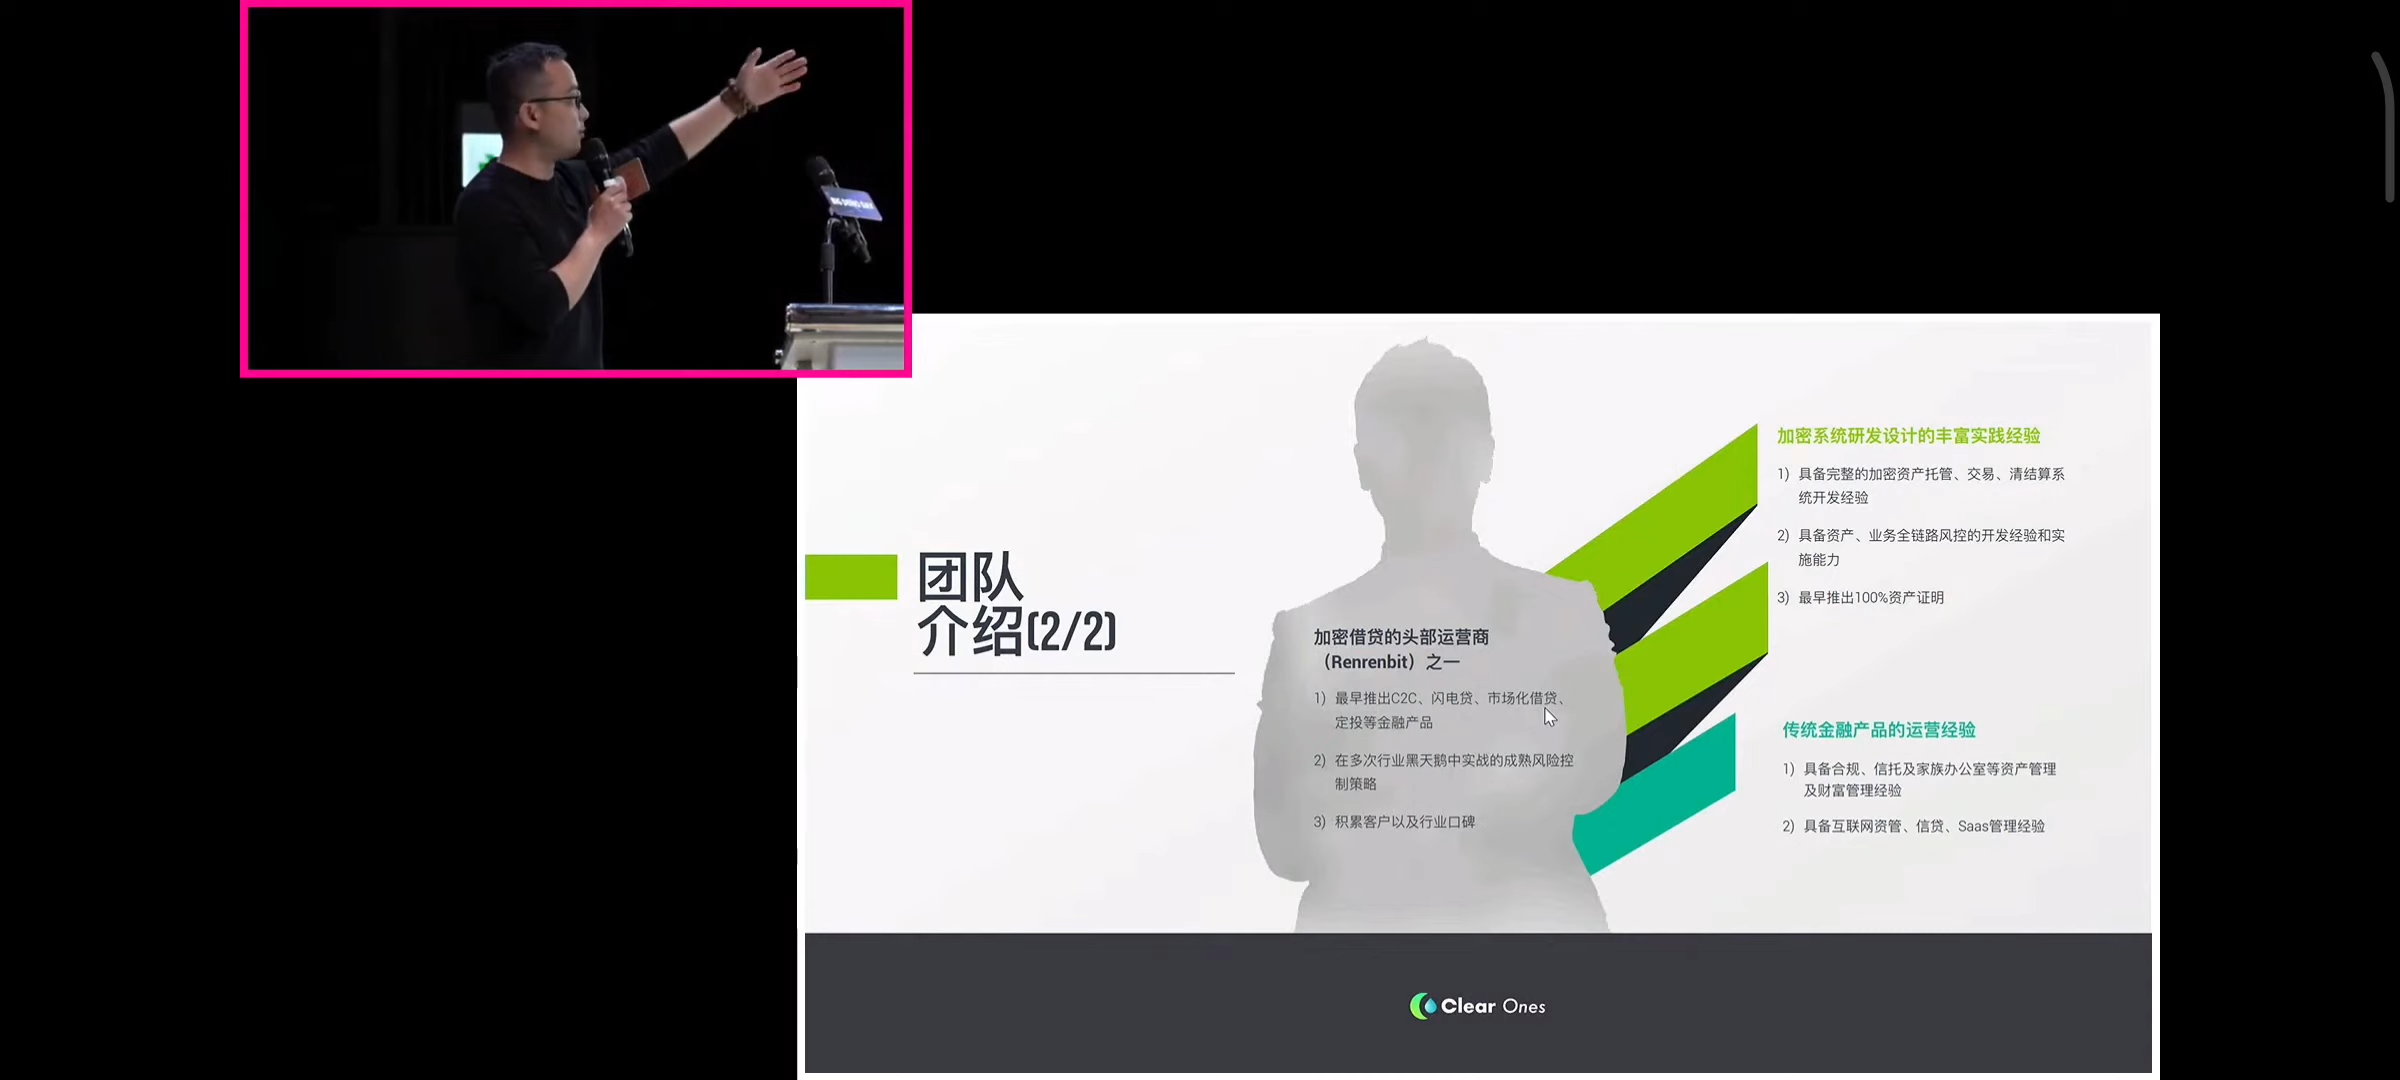 团队
介绍(2/2)
加密借贷的头部运营商
（Renrenbit）之一
1) 最早推出C2C、闪电贷、市场化借贷、
定投等金融产品
2) 在多次行业黑天鹅中实战的成熟风险控
制策略
3) 积累客户以及行业口碑
加密系统研发设计的丰富实践经验
1) 具备完整的加密资产托管、交易、清结算系
统开发经验
2) 具备资产、业务全链路风控的开发经验和实
施能力
3) 最早推出100%资产证明
传统金融产品的运营经验
1) 具备合规、信托及家族办公室等资产管理
及财富管理经验
2) 具备互联网资管、信贷、Saas管理经验
Clear Ones